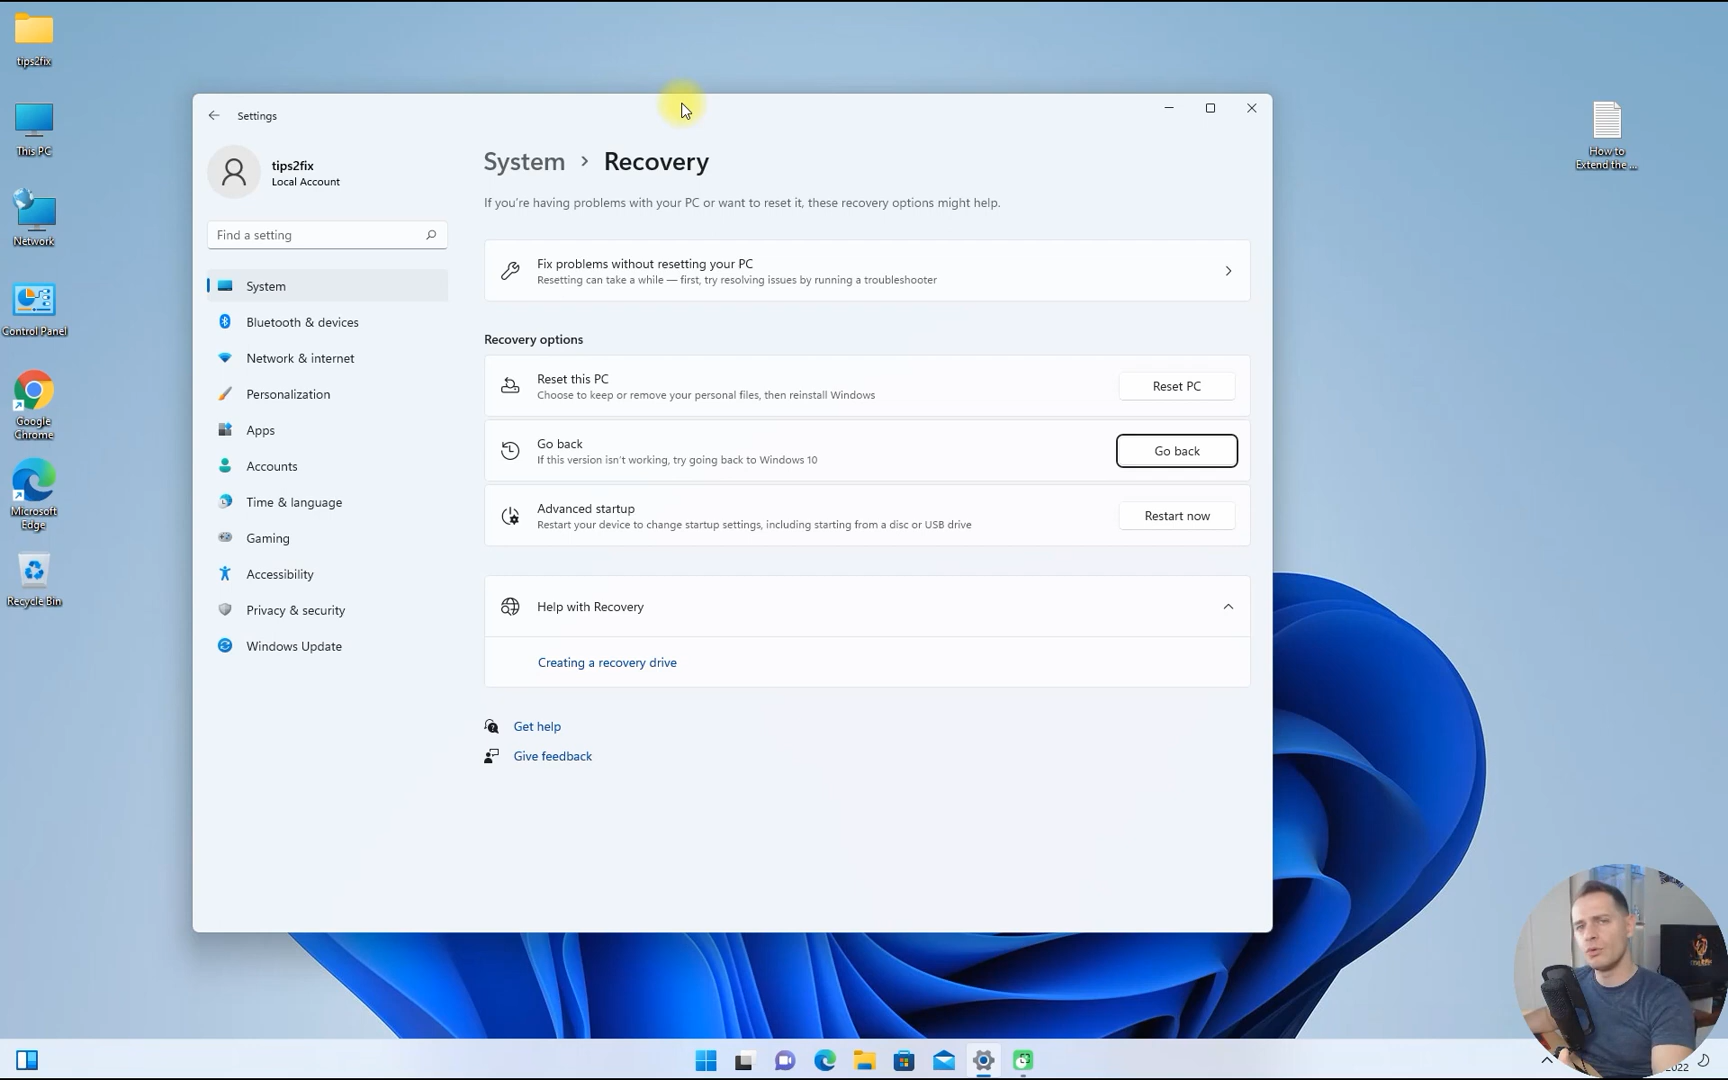 tips2fix
This PC
Network
Control Panel
Google
Chrome
Microsoft
Edge
Recycle Bin
How to
Extend the ...
Settings
tips2fix
Local Account
Find a setting
System
Bluetooth & devices
Network & internet
Personalization
Apps
Accounts
Time & language
Gaming
Accessibility
Privacy & security
Windows Update
System > Recovery
If you're having problems with your PC or want to reset it, these recovery options might help.
Fix problems without resetting your PC
Resetting can take a while — first, try resolving issues by running a troubleshooter
Recovery options
Reset this PC
Choose to keep or remove your personal files, then reinstall Windows
Reset PC
Go back
If this version isn't working, try going back to Windows 10
Go back
Advanced startup
Restart your device to change startup settings, including starting from a disc or USB drive
Restart now
Help with Recovery
Creating a recovery drive
Get help
Give feedback
2022